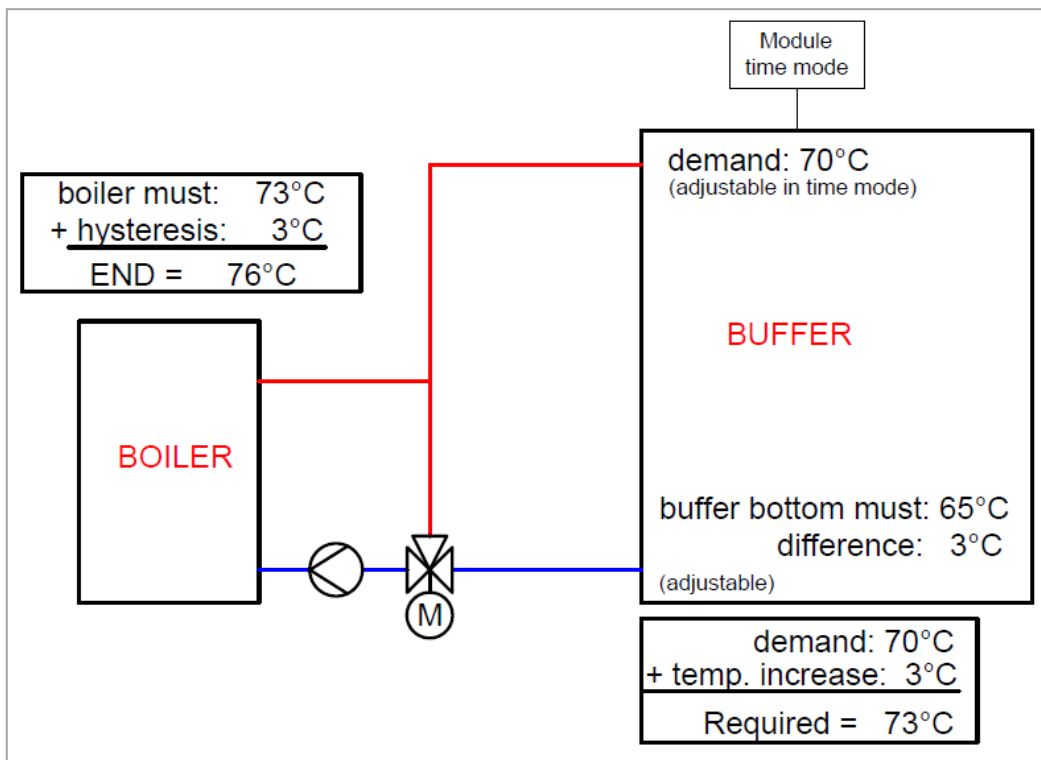 Module
time mode
demand: 70°C
(adjustable in time mode)
boiler must: 73°C
+ hysteresis: 3°C
END = 76°C
BUFFER
BOILER
buffer bottom must: 65°C
difference: 3°C
(adjustable)
M
demand: 70°C
+ temp. increase: 3°C
Required = 73°C